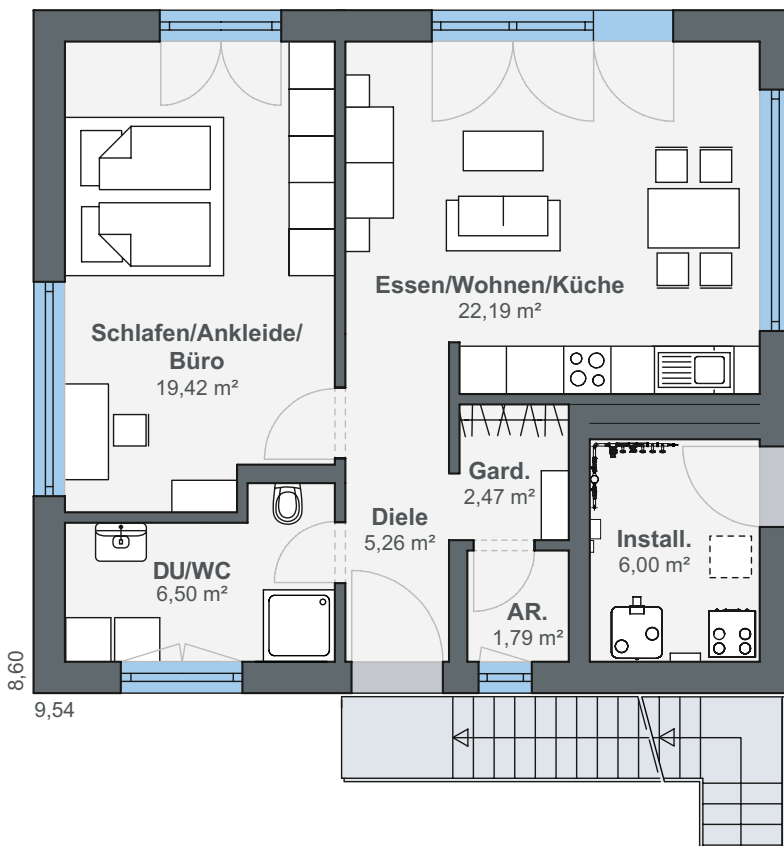 Essen/Wohnen/Küche
22,19 m²
Schlafen/Ankleide/
Büro
19,42 m²
Gard.
2,47 m²
Diele
5,26 m²
Install.
6,00 m²
DU/WC
6,50 m²
AR.
1,79 m²
8,60
9,54